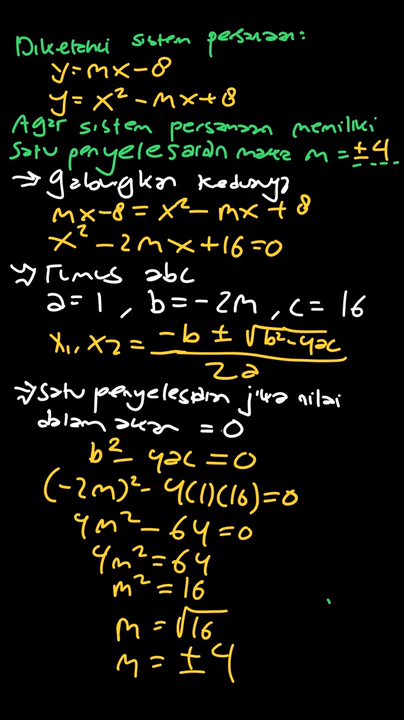 Diketahui sistem persamaan:
y = mx - 8
y = x² - mx + 8
Agar sistem persamaan memiliki
satu penyelesaian maka m = ±4
→ gabungkan keduanya
mx - 8 = x² - mx + 8
x² - 2mx + 16 = 0
→ rumus abc
a = 1 , b = -2m , c = 16
x₁, x₂ = (-b ± √(b² - 4ac)) / 2a
→ satu penyelesaian jika nilai
dalam akar = 0
b² - 4ac = 0
(-2m)² - 4(1)(16) = 0
4m² - 64 = 0
4m² = 64
m² = 16
m = √16
m = ±4